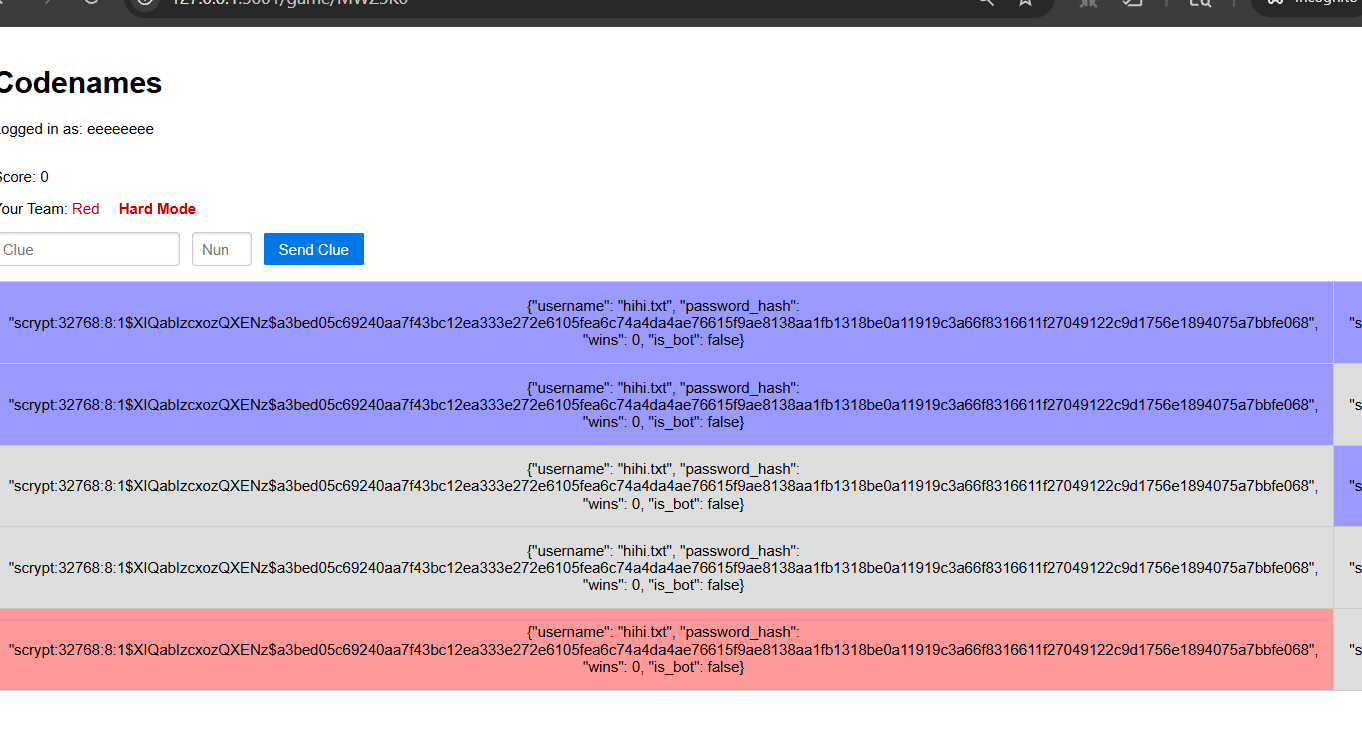 Codenames
Logged in as: eeeeeeee
Score: 0
Your Team: Red Hard Mode
Clue Nun Send Clue
{"username": "hihi.txt", "password_hash":
"scrypt:32768:8:1$XIQablzcxozQXENz$a3bed05c69240aa7f43bc12ea333e272e6105fea6c74a4da4ae76615f9ae8138aa1fb1318be0a11919c3a66f8316611f27049122c9d1756e1894075a7bbfe068", "s
"wins": 0, "is_bot": false}
{"username": "hihi.txt", "password_hash":
"scrypt:32768:8:1$XIQablzcxozQXENz$a3bed05c69240aa7f43bc12ea333e272e6105fea6c74a4da4ae76615f9ae8138aa1fb1318be0a11919c3a66f8316611f27049122c9d1756e1894075a7bbfe068", "s
"wins": 0, "is_bot": false}
{"username": "hihi.txt", "password_hash":
"scrypt:32768:8:1$XIQablzcxozQXENz$a3bed05c69240aa7f43bc12ea333e272e6105fea6c74a4da4ae76615f9ae8138aa1fb1318be0a11919c3a66f8316611f27049122c9d1756e1894075a7bbfe068", "s
"wins": 0, "is_bot": false}
{"username": "hihi.txt", "password_hash":
"scrypt:32768:8:1$XIQablzcxozQXENz$a3bed05c69240aa7f43bc12ea333e272e6105fea6c74a4da4ae76615f9ae8138aa1fb1318be0a11919c3a66f8316611f27049122c9d1756e1894075a7bbfe068", "s
"wins": 0, "is_bot": false}
{"username": "hihi.txt", "password_hash":
"scrypt:32768:8:1$XIQablzcxozQXENz$a3bed05c69240aa7f43bc12ea333e272e6105fea6c74a4da4ae76615f9ae8138aa1fb1318be0a11919c3a66f8316611f27049122c9d1756e1894075a7bbfe068", "s
"wins": 0, "is_bot": false}